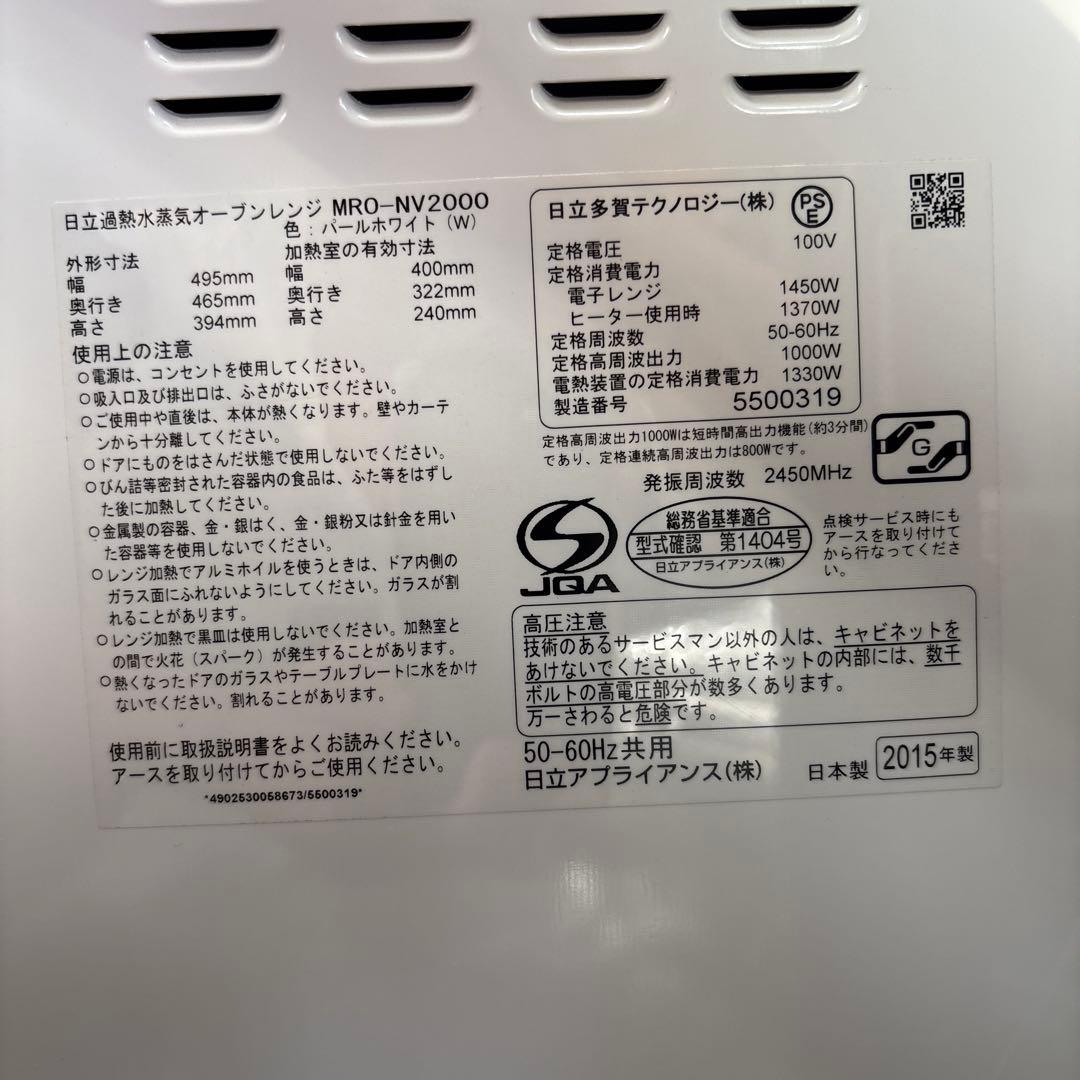 日立過熱水蒸気オーブンレンジ MRO-NV2000
色：パールホワイト（W）
外形寸法
幅 495mm
奥行き 465mm
高さ 394mm
加熱室の有効寸法
幅 400mm
奥行き 322mm
高さ 240mm
使用上の注意
○電源は、コンセントを使用してください。
○吸入口及び排出口は、ふさがないでください。
○ご使用中や直後は、本体が熱くなります。壁やカーテ
ンから十分離してください。
○ドアにものをはさんだ状態で使用しないでください。
○びん詰等密封された容器内の食品は、ふた等をはずし
た後に加熱してください。
○金属製の容器、金・銀はく、金・銀粉又は針金を用い
た容器等を使用しないでください。
○レンジ加熱でアルミホイルを使うときは、ドア内側の
ガラス面にふれないようにしてください。ガラスが割
れることがあります。
○レンジ加熱で黒皿は使用しないでください。加熱室と
の間で火花（スパーク）が発生することがあります。
○熱くなったドアのガラスやテーブルプレートに水をかけ
ないでください。割れることがあります。
使用前に取扱説明書をよくお読みください。
アースを取り付けてからご使用ください。
*4902530058673/5500319*
日立多賀テクノロジー(株) PSE
定格電圧 100V
定格消費電力
電子レンジ 1450W
ヒーター使用時 1370W
定格周波数 50-60Hz
定格高周波出力 1000W
電熱装置の定格消費電力 1330W
製造番号 5500319
定格高周波出力1000Wは短時間高出力機能(約3分間)
であり、定格連続高周波出力は800Wです。
発振周波数 2450MHz
G
JQA
総務省基準適合
型式確認 第1404号
日立アプライアンス(株)
点検サービス時にも
アースを取り付けて
から行なってくださ
い。
高圧注意
技術のあるサービスマン以外の人は、キャビネットを
あけないでください。キャビネットの内部には、数千
ボルトの高電圧部分が数多くあります。
万一さわると危険です。
50-60Hz共用
日立アプライアンス(株) 日本製 2015年製